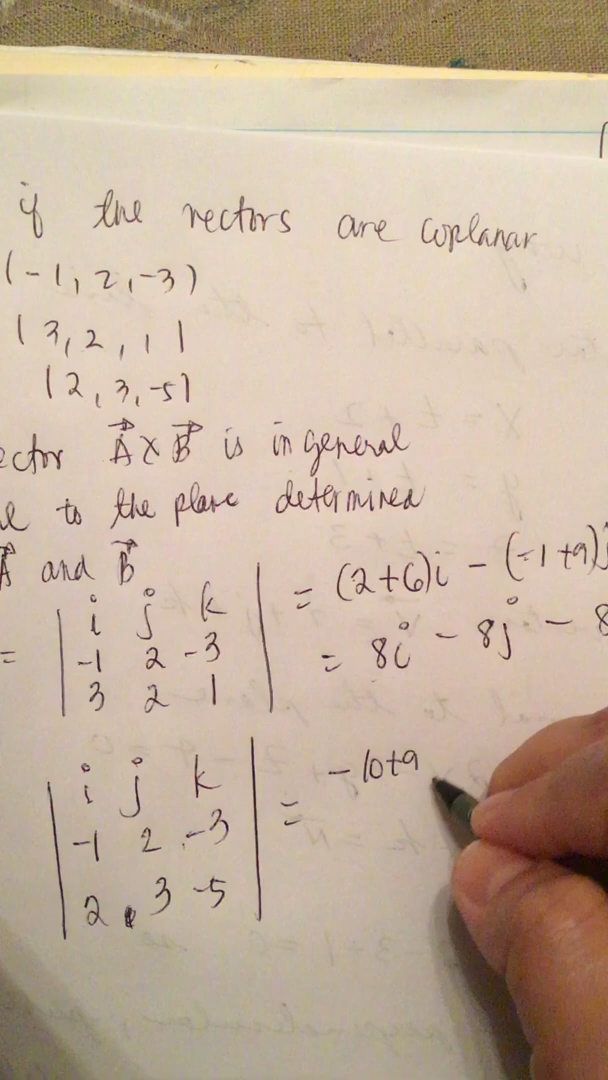 if the vectors are coplanar
(-1, 2, -3)
(3, 2, 1)
(2, 3, -5)
ector A⃗ X B⃗ is in general
to the plane determined
A⃗ and B⃗
= | i j k | = (2+6)i - (-1+9)j
| -1 2 -3 | = 8i - 8j - 8
| 3 2 1 |
| i j k | = -10+9
| -1 2 -3 |
| 2 3 -5 |